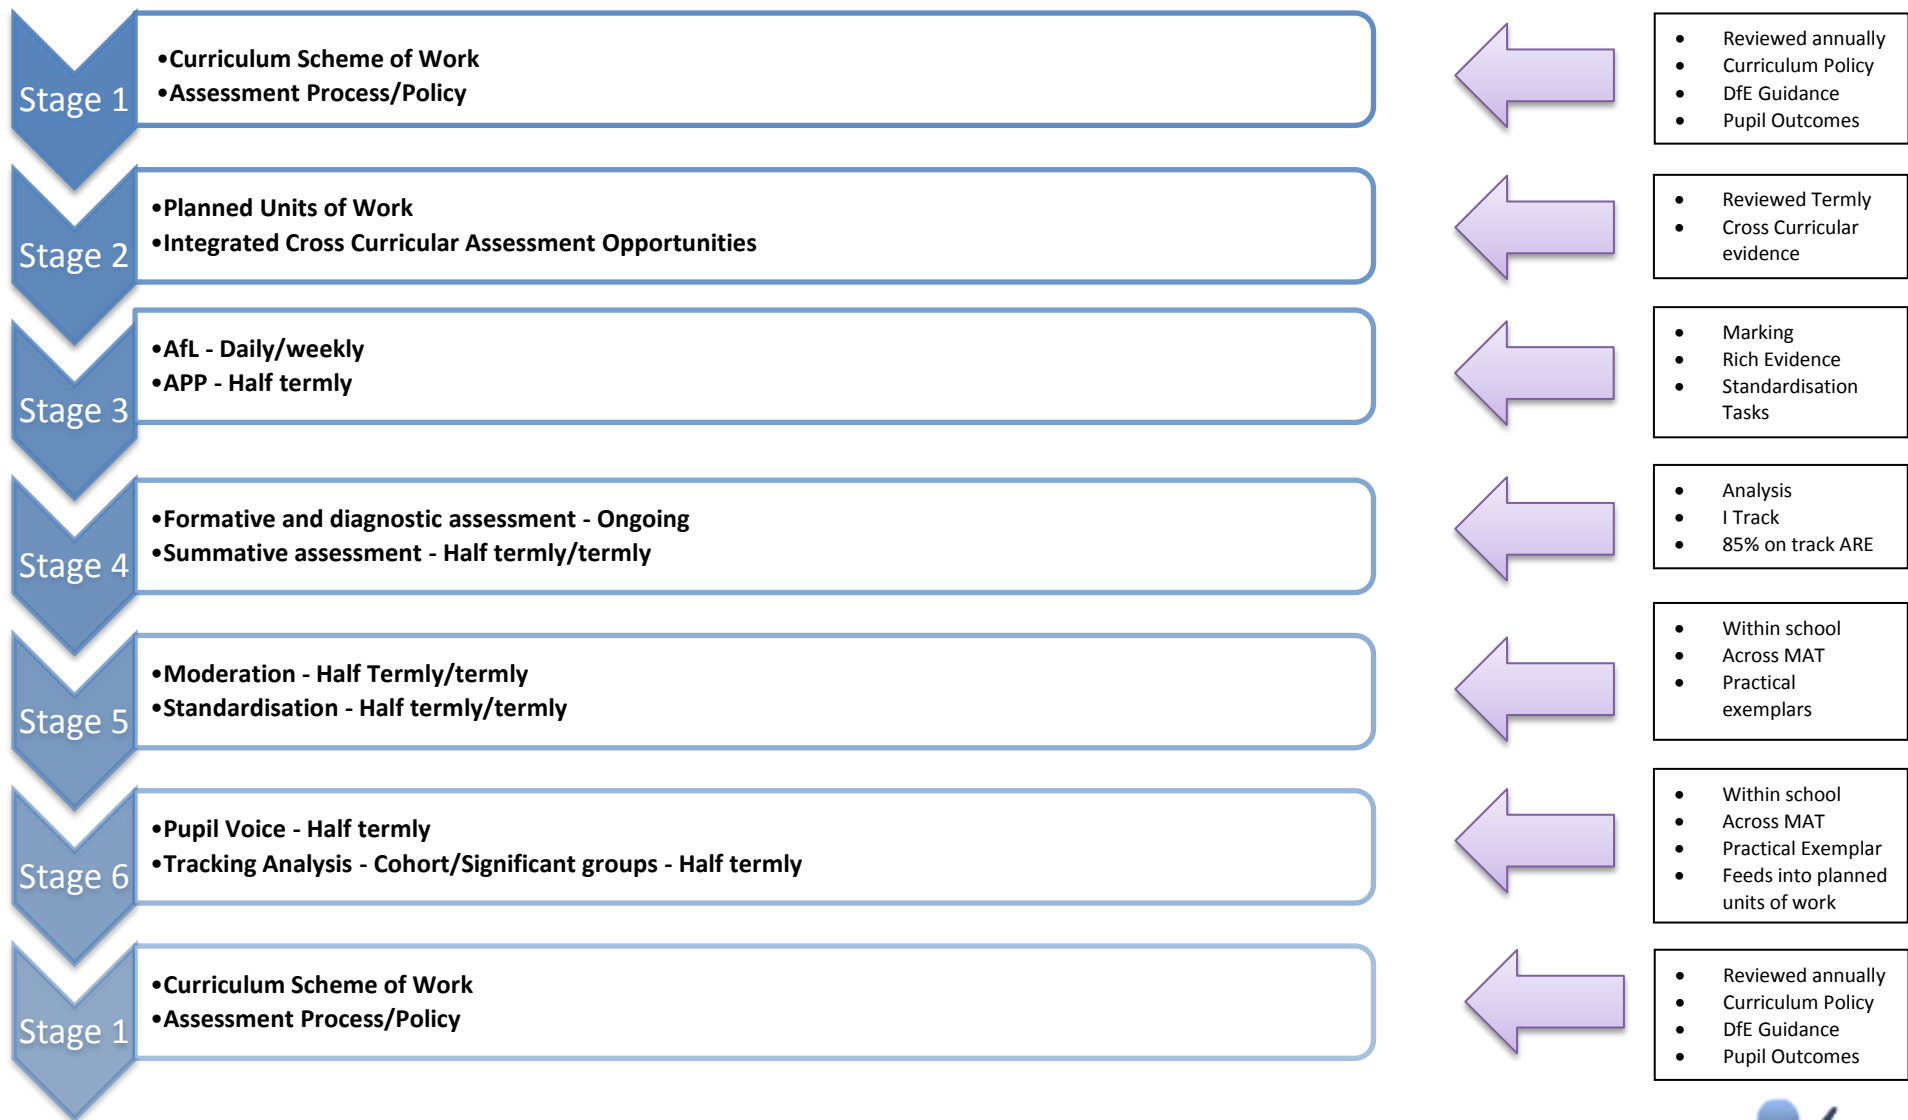 Stage 1
•Curriculum Scheme of Work
•Assessment Process/Policy
• Reviewed annually
• Curriculum Policy
• DfE Guidance
• Pupil Outcomes
Stage 2
•Planned Units of Work
•Integrated Cross Curricular Assessment Opportunities
• Reviewed Termly
• Cross Curricular
evidence
Stage 3
•AfL - Daily/weekly
•APP - Half termly
• Marking
• Rich Evidence
• Standardisation
Tasks
Stage 4
•Formative and diagnostic assessment - Ongoing
•Summative assessment - Half termly/termly
• Analysis
• I Track
• 85% on track ARE
Stage 5
•Moderation - Half Termly/termly
•Standardisation - Half termly/termly
• Within school
• Across MAT
• Practical
exemplars
Stage 6
•Pupil Voice - Half termly
•Tracking Analysis - Cohort/Significant groups - Half termly
• Within school
• Across MAT
• Practical Exemplar
• Feeds into planned
units of work
Stage 1
•Curriculum Scheme of Work
•Assessment Process/Policy
• Reviewed annually
• Curriculum Policy
• DfE Guidance
• Pupil Outcomes